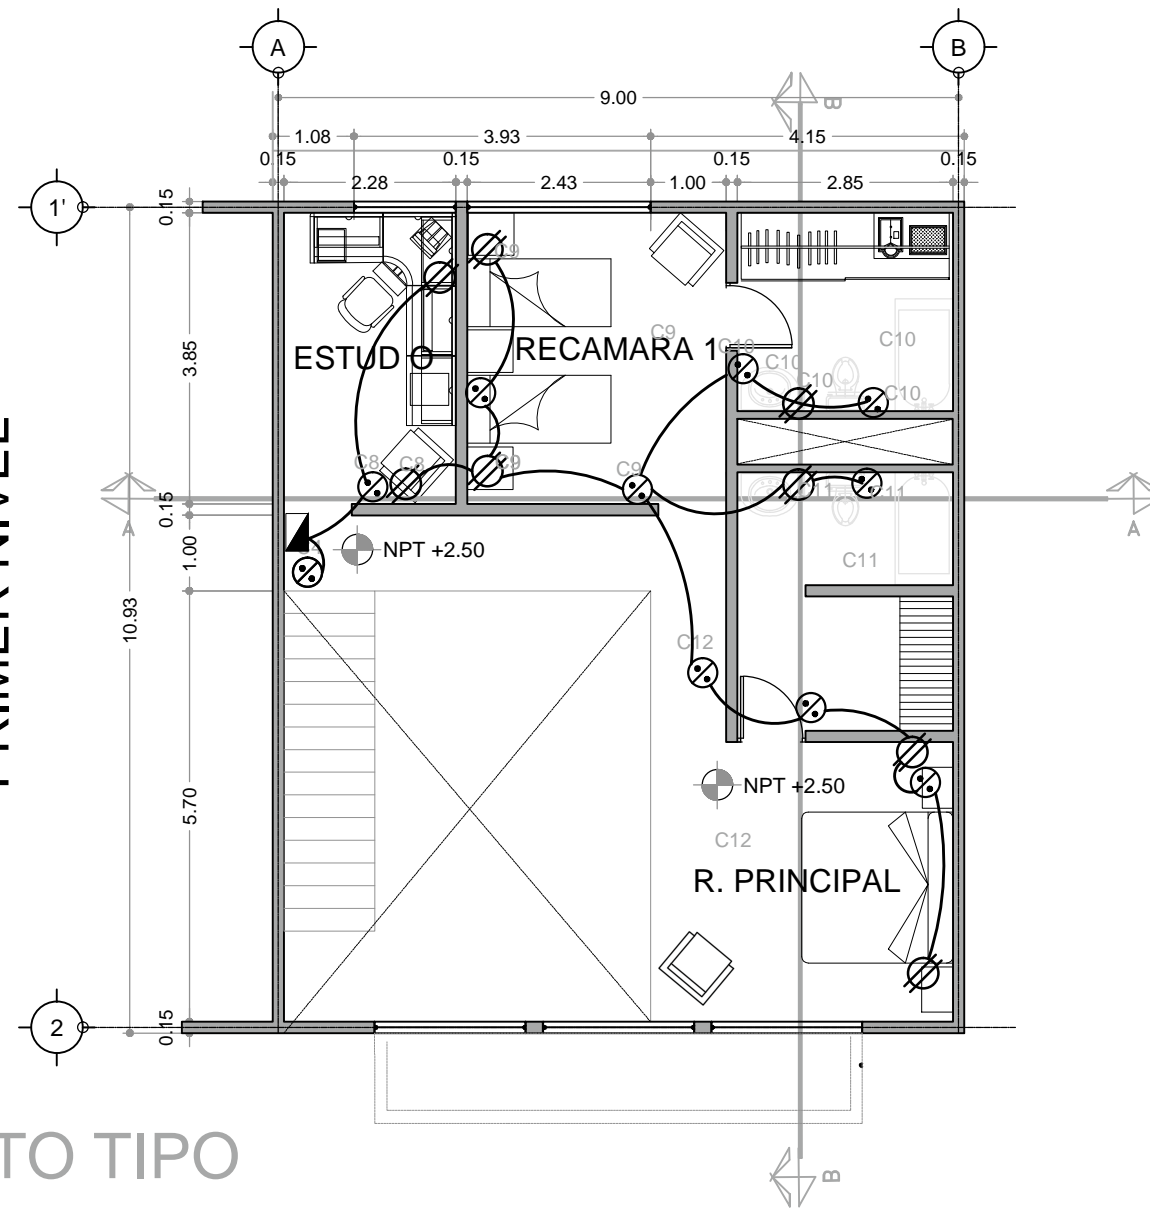 A
B
9.00
B
1.08
3.93
4.15
0.15
0.15
0.15
0.15
2.28
2.43
1.00
2.85
1'
0.15
C9
3.85
ESTUD O
RECAMARA 1
C9
C10
C10
C10
C10
C10
C8
C8
C9
C9
C11
C11
A
A
0.15
1.00
NPT +2.50
C11
10.93
PRIMER NIVEL
C12
5.70
NPT +2.50
C12
R. PRINCIPAL
2
0.15
TO TIPO
B